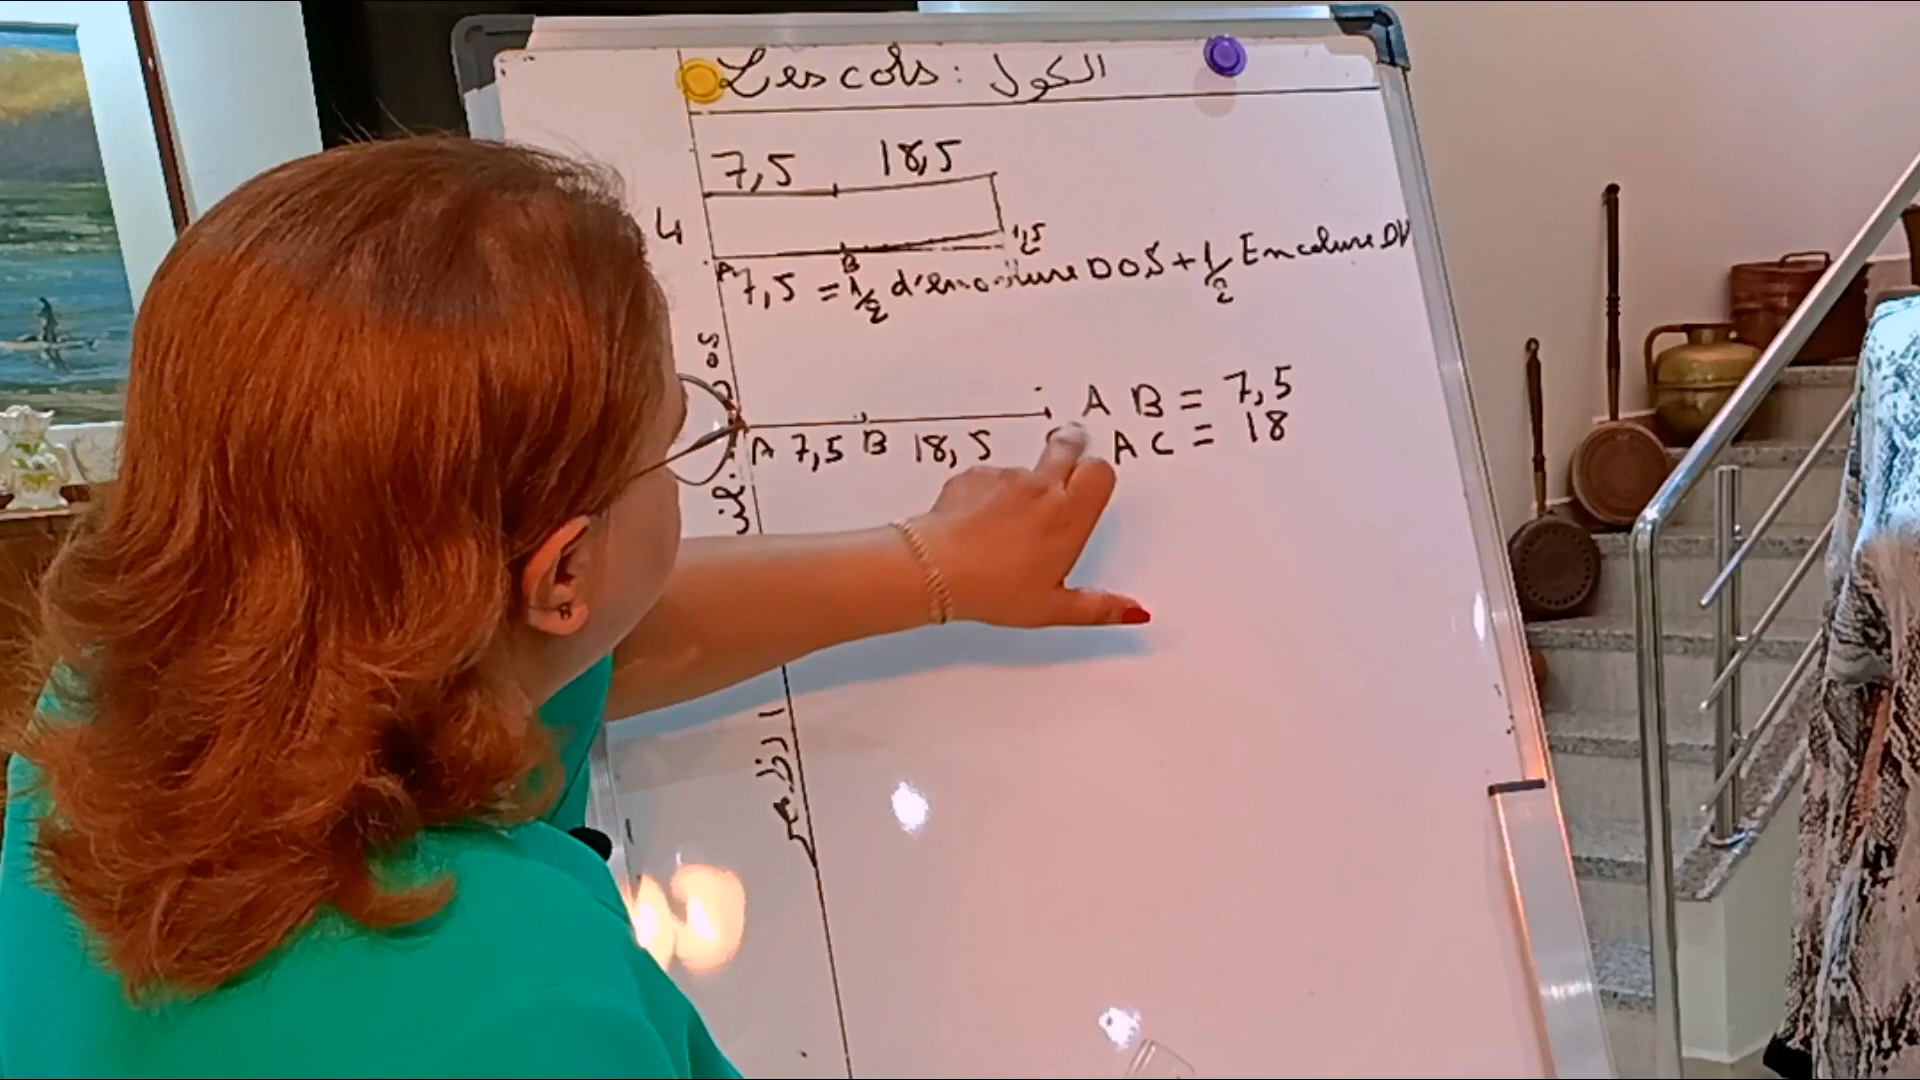 Les cols : الكول
7,5 18,5
4
1,5
A B
7,5 = 1/2 d'encolure DOS + 1/2 Encolure DV
A B = 7,5
A 7,5 B 18,5
A C = 18